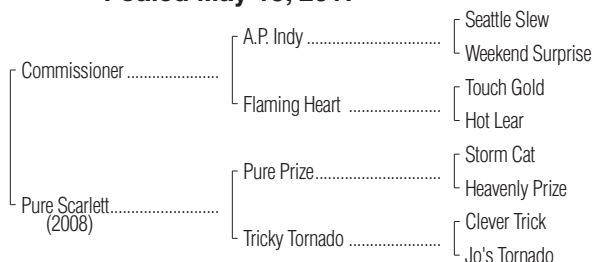 Foaled May 15, 2017
Seattle Slew
A.P. Indy
Weekend Surprise
Commissioner
Touch Gold
Flaming Heart
Hot Lear
Storm Cat
Pure Prize
Heavenly Prize
Pure Scarlett
(2008)
Clever Trick
Tricky Tornado
Jo's Tornado